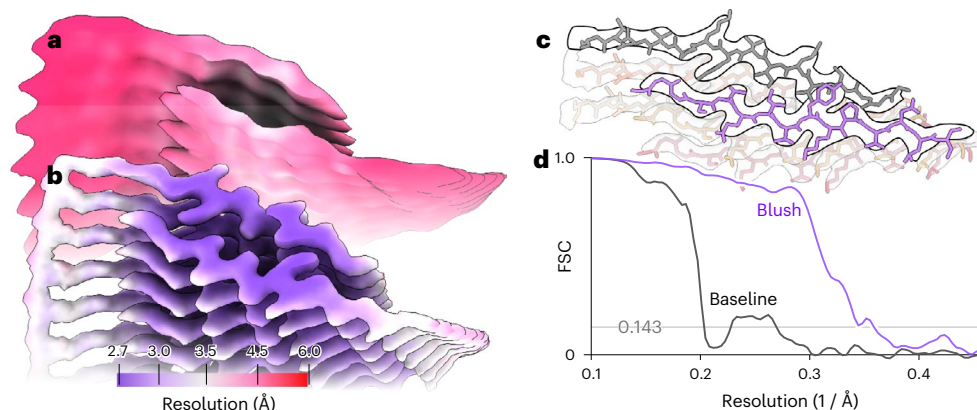 a
b
2.7 3.0 3.5 4.5 6.0
Resolution (Å)
c
d
1.0
FSC
0
Blush
Baseline
0.143
0.1 0.2 0.3 0.4
Resolution (1 / Å)